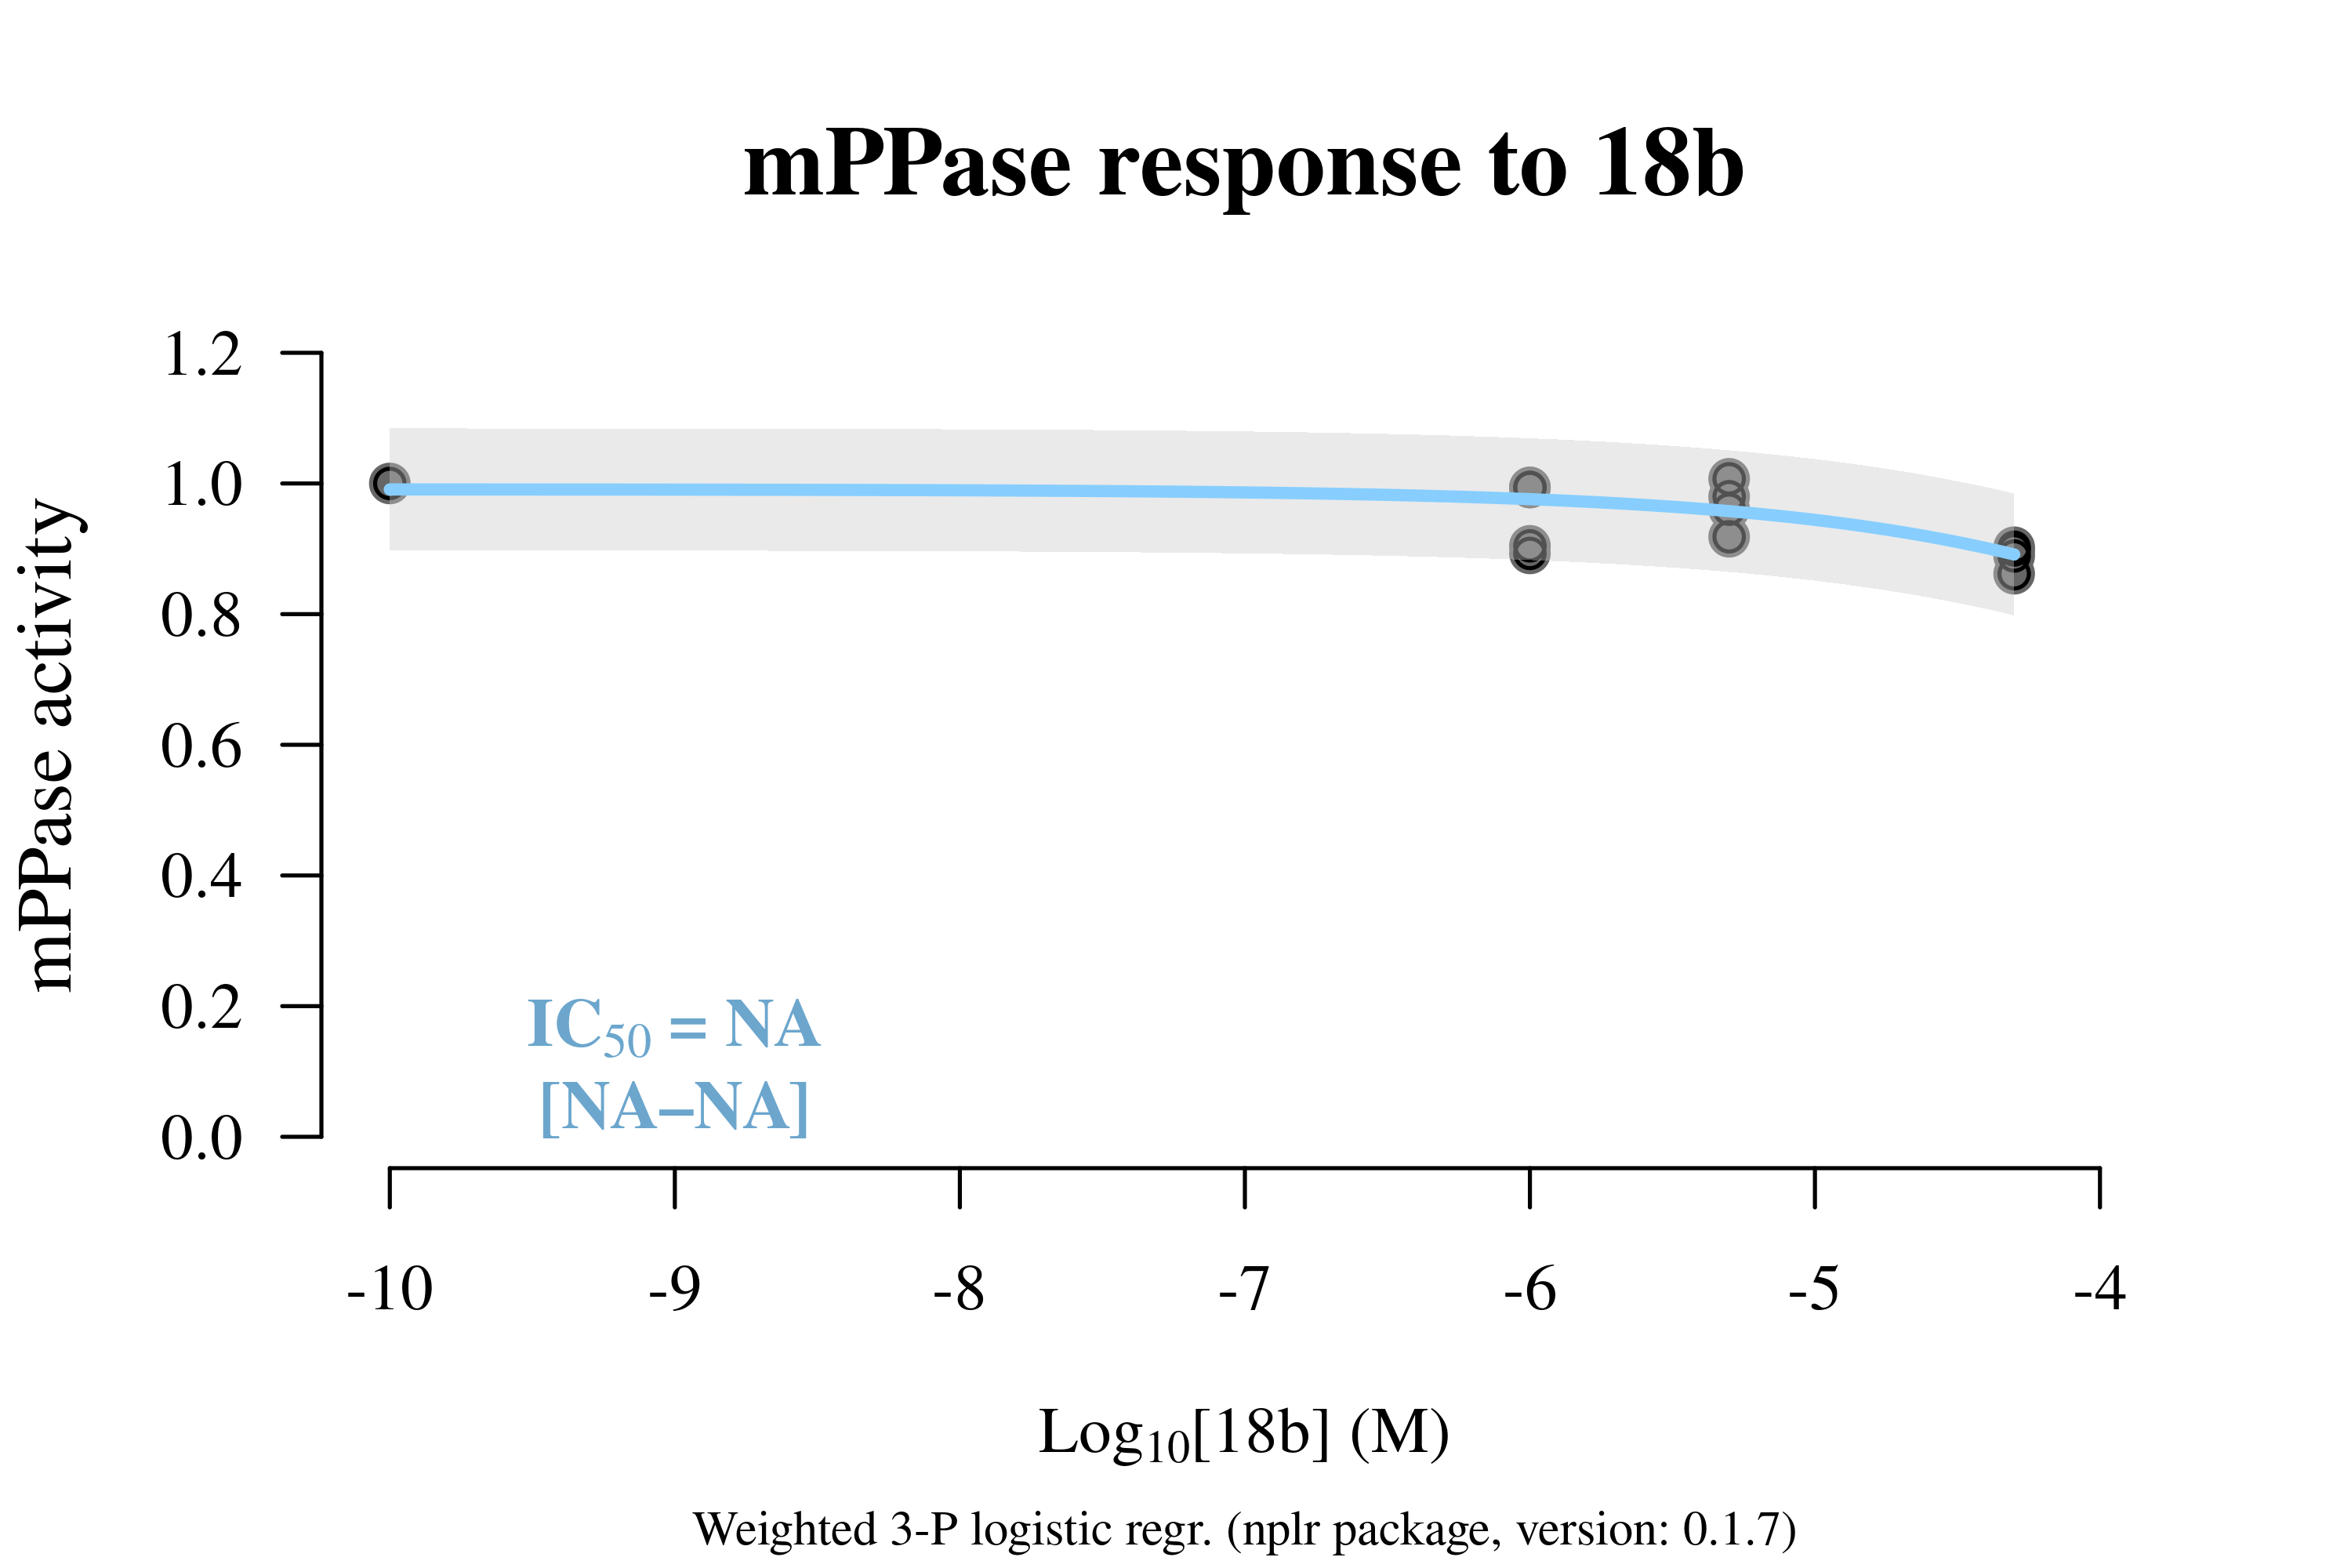 mPPase response to 18b
mPPase activity
1.2
1.0
0.8
0.6
0.4
0.2
0.0
IC50 = NA
[NA–NA]
-10 -9 -8 -7 -6 -5 -4
Log10[18b] (M)
Weighted 3-P logistic regr. (nplr package, version: 0.1.7)